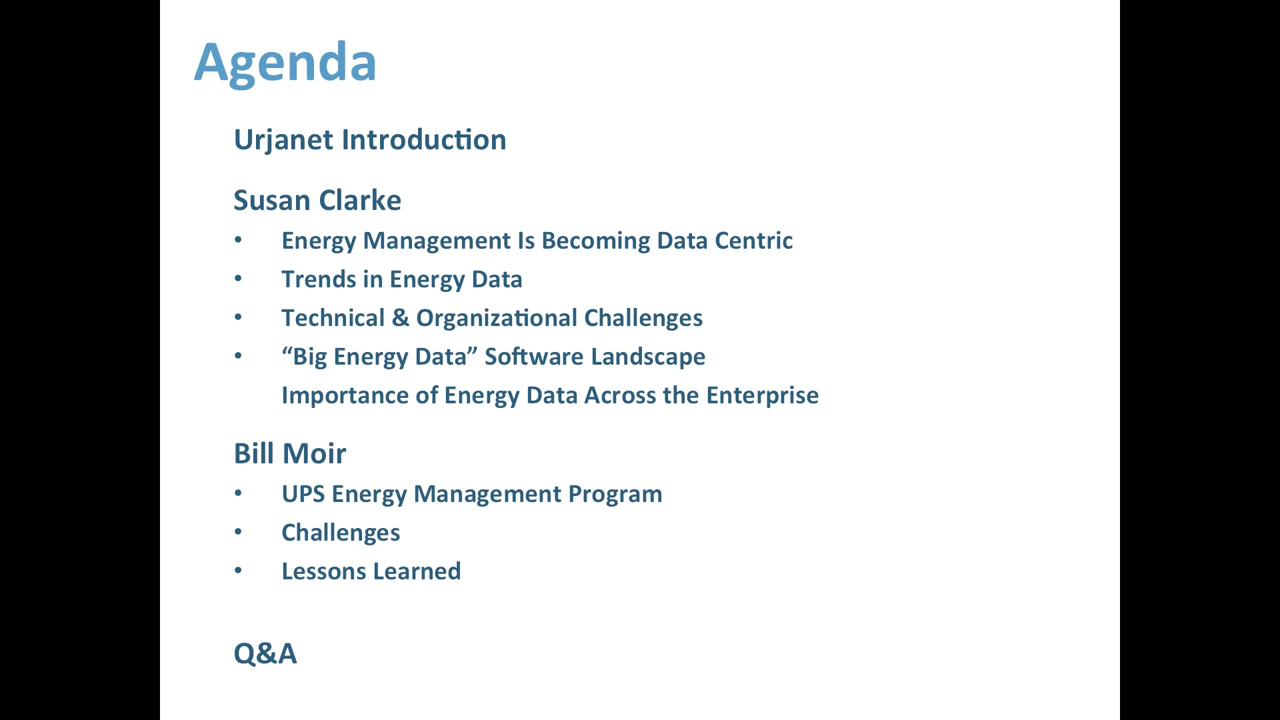 Agenda
Urjanet Introduction
Susan Clarke
• Energy Management Is Becoming Data Centric
• Trends in Energy Data
• Technical & Organizational Challenges
• “Big Energy Data” Software Landscape
Importance of Energy Data Across the Enterprise
Bill Moir
• UPS Energy Management Program
• Challenges
• Lessons Learned
Q&A